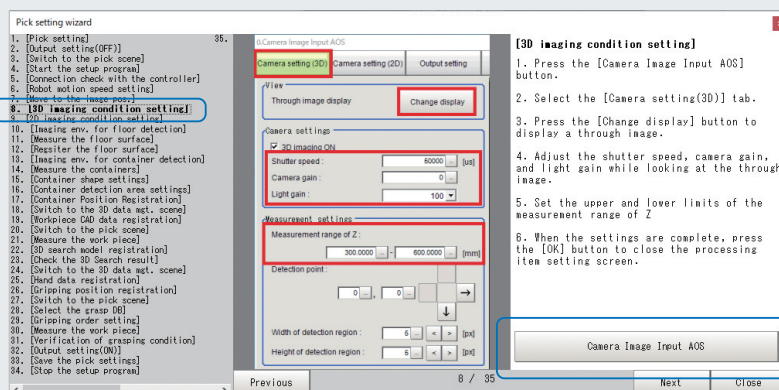 Pick setting wizard
1. [Pick setting]
2. [Output setting(OFF)]
3. [Switch to the pick scene]
4. [Start the setup program]
5. [Connection check with the controller]
6. [Robot motion speed setting]
7. [Move to the image pos.]
8. [3D imaging condition setting]
9. [2D imaging condition setting]
10. [Imaging env. for floor detection]
11. [Measure the floor surface]
12. [Regsiter the floor surface]
13. [Imaging env. for container detection]
14. [Measure the containers]
15. [Container shape settings]
16. [Container detection area settings]
17. [Container Position Registration]
18. [Switch to the 3D data mgt. scene]
19. [Workpiece CAD data registration]
20. [Switch to the pick scene]
21. [Measure the work piece]
22. [3D search model registration]
23. [Check the 3D Search result]
24. [Switch to the 3D data mgt. scene]
25. [Hand data registration]
26. [Gripping position registration]
27. [Switch to the pick scene]
28. [Select the grasp DB]
29. [Gripping order setting]
30. [Measure the work piece]
31. [Verification of grasping condition]
32. [Output setting(ON)]
33. [Save the pick settings]
34. [Stop the setup program]
35.
0.Camera Image Input AOS
Camera setting (3D) Camera setting (2D) Output setting
View
Through image display Change display
Camera settings
3D imaging ON
Shutter speed : 60000 [us]
Camera gain : 0
Light gain : 100
Measurement settings
Measurement range of Z :
300.0000 - 600.0000 [mm]
Detection point :
0 , 0
Width of detection region : 6 < > [px]
Height of detection region : 6 < > [px]
[3D imaging condition setting]
1. Press the [Camera Image Input AOS]
button.
2. Select the [Camera setting(3D)] tab.
3. Press the [Change display] button to
display a through image.
4. Adjust the shutter speed, camera gain,
and light gain while looking at the through
image.
5. Set the upper and lower limits of the
measurement range of Z
6. When the settings are complete, press
the [OK] button to close the processing
item setting screen.
Camera Image Input AOS
Previous 8 / 35 Next Close